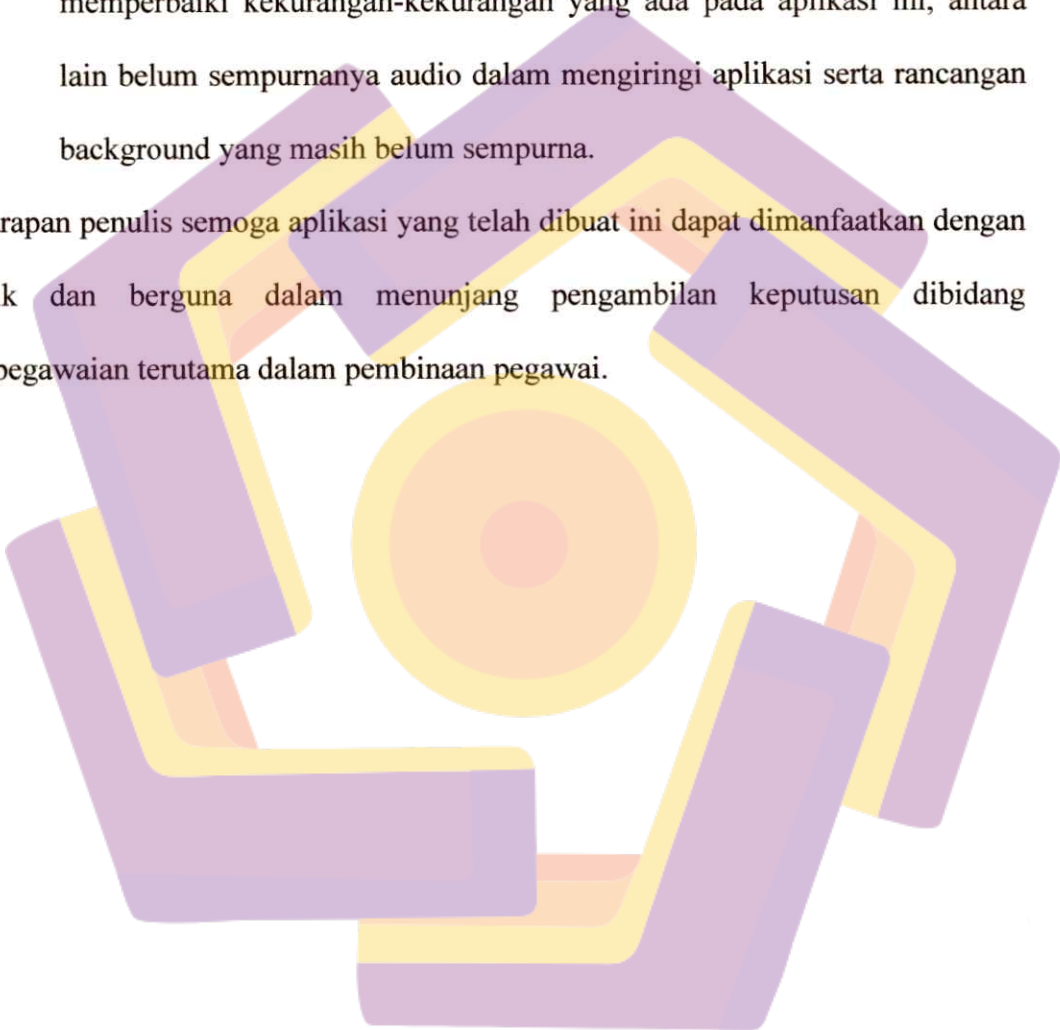 memperbaiki kekurangan-kekurangan yang ada pada aplikasi ini, antara
lain belum sempurnanya audio dalam mengiringi aplikasi serta rancangan
background yang masih belum sempurna.
rapan penulis semoga aplikasi yang telah dibuat ini dapat dimanfaatkan dengan
k dan berguna dalam menunjang pengambilan keputusan dibidang
pegawaian terutama dalam pembinaan pegawai.